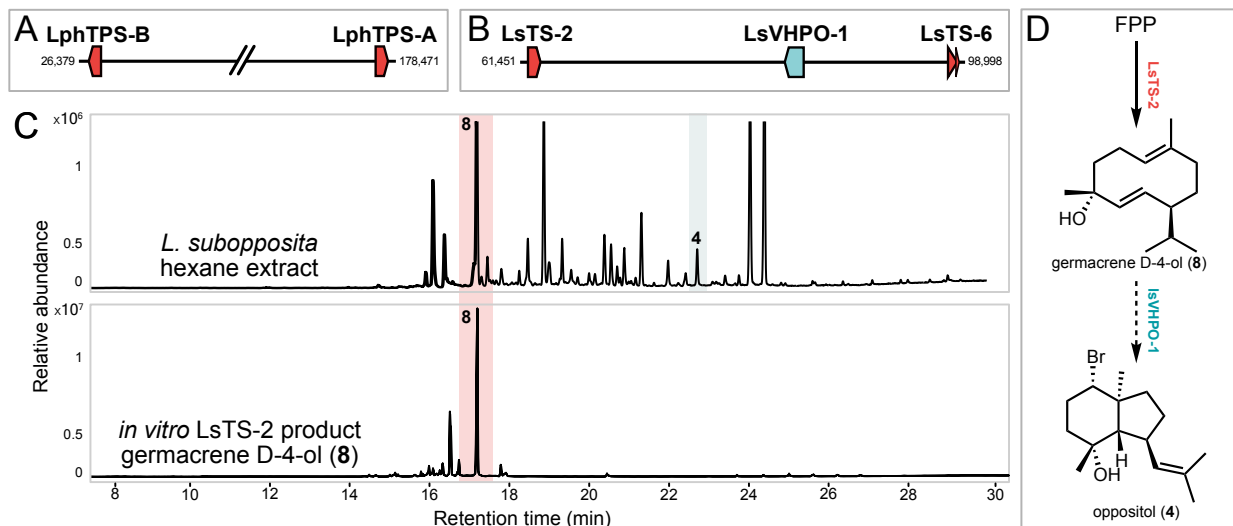 A
LphTPS-B
LphTPS-A
26,379
178,471
B
LsTS-2
LsVHPO-1
LsTS-6
61,451
98,998
C
x10⁶
1
0.5
0
8
4
L. subopposita
hexane extract
Relative abundance
x10⁷
1
0.5
0
8
in vitro LsTS-2 product
germacrene D-4-ol (8)
8
10
12
14
16
18
20
22
24
26
28
30
Retention time (min)
D
FPP
LsTS-2
HO
germacrene D-4-ol (8)
lsVHPO-1
Br
H
OH
oppositol (4)